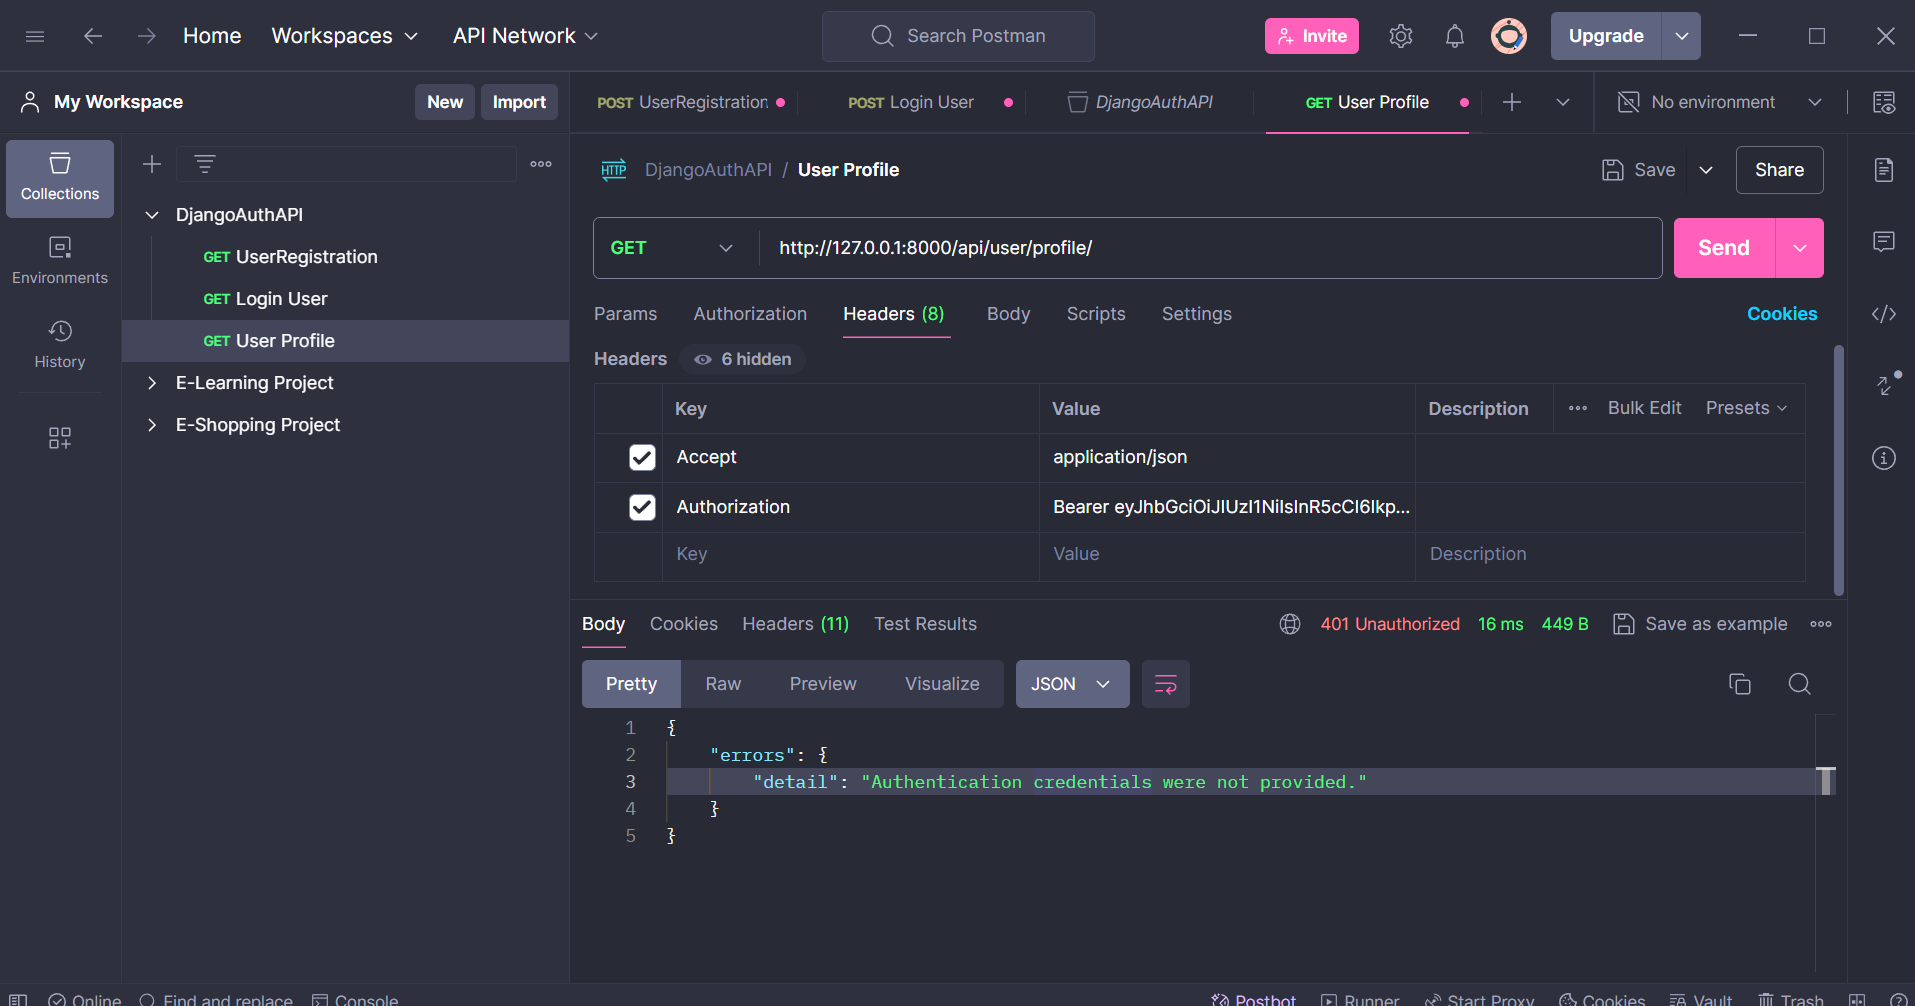 Home Workspaces API Network Search Postman Invite Upgrade
My Workspace New Import POST UserRegistration POST Login User DjangoAuthAPI GET User Profile No environment
Collections
Environments
History
DjangoAuthAPI
GET UserRegistration
GET Login User
GET User Profile
E-Learning Project
E-Shopping Project
HTTP DjangoAuthAPI / User Profile Save Share
GET http://127.0.0.1:8000/api/user/profile/ Send
Params Authorization Headers (8) Body Scripts Settings Cookies
Headers 6 hidden
Key Value Description Bulk Edit Presets
Accept application/json
Authorization Bearer eyJhbGciOiJIUzI1NiIsInR5cCI6Ikp...
Key Value Description
Body Cookies Headers (11) Test Results 401 Unauthorized 16 ms 449 B Save as example
Pretty Raw Preview Visualize JSON
1 {
2 "errors": {
3 "detail": "Authentication credentials were not provided."
4 }
5 }
Online Find and replace Console Postbot Runner Start Proxy Cookies Vault Trash